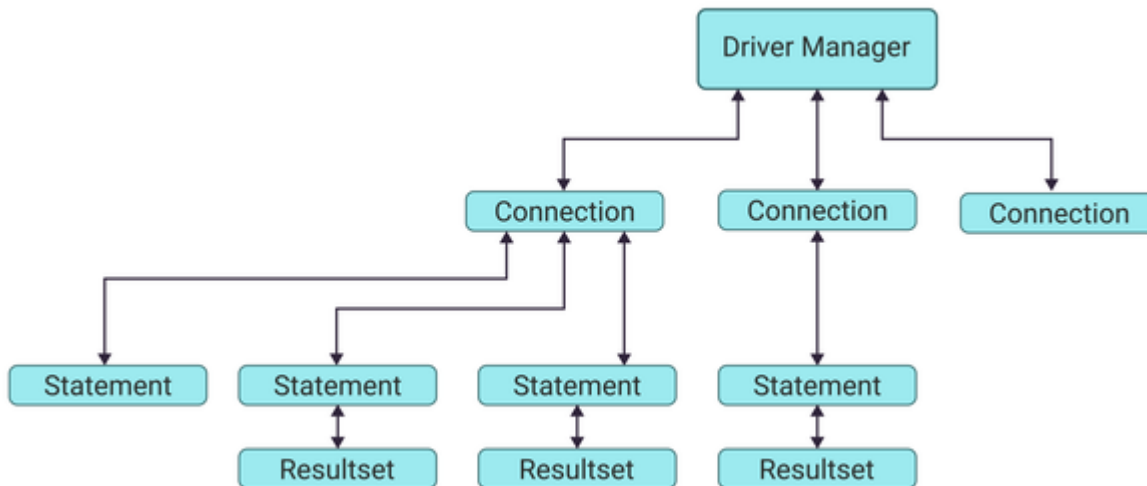 Driver Manager
Connection
Connection
Connection
Statement
Statement
Statement
Statement
Resultset
Resultset
Resultset